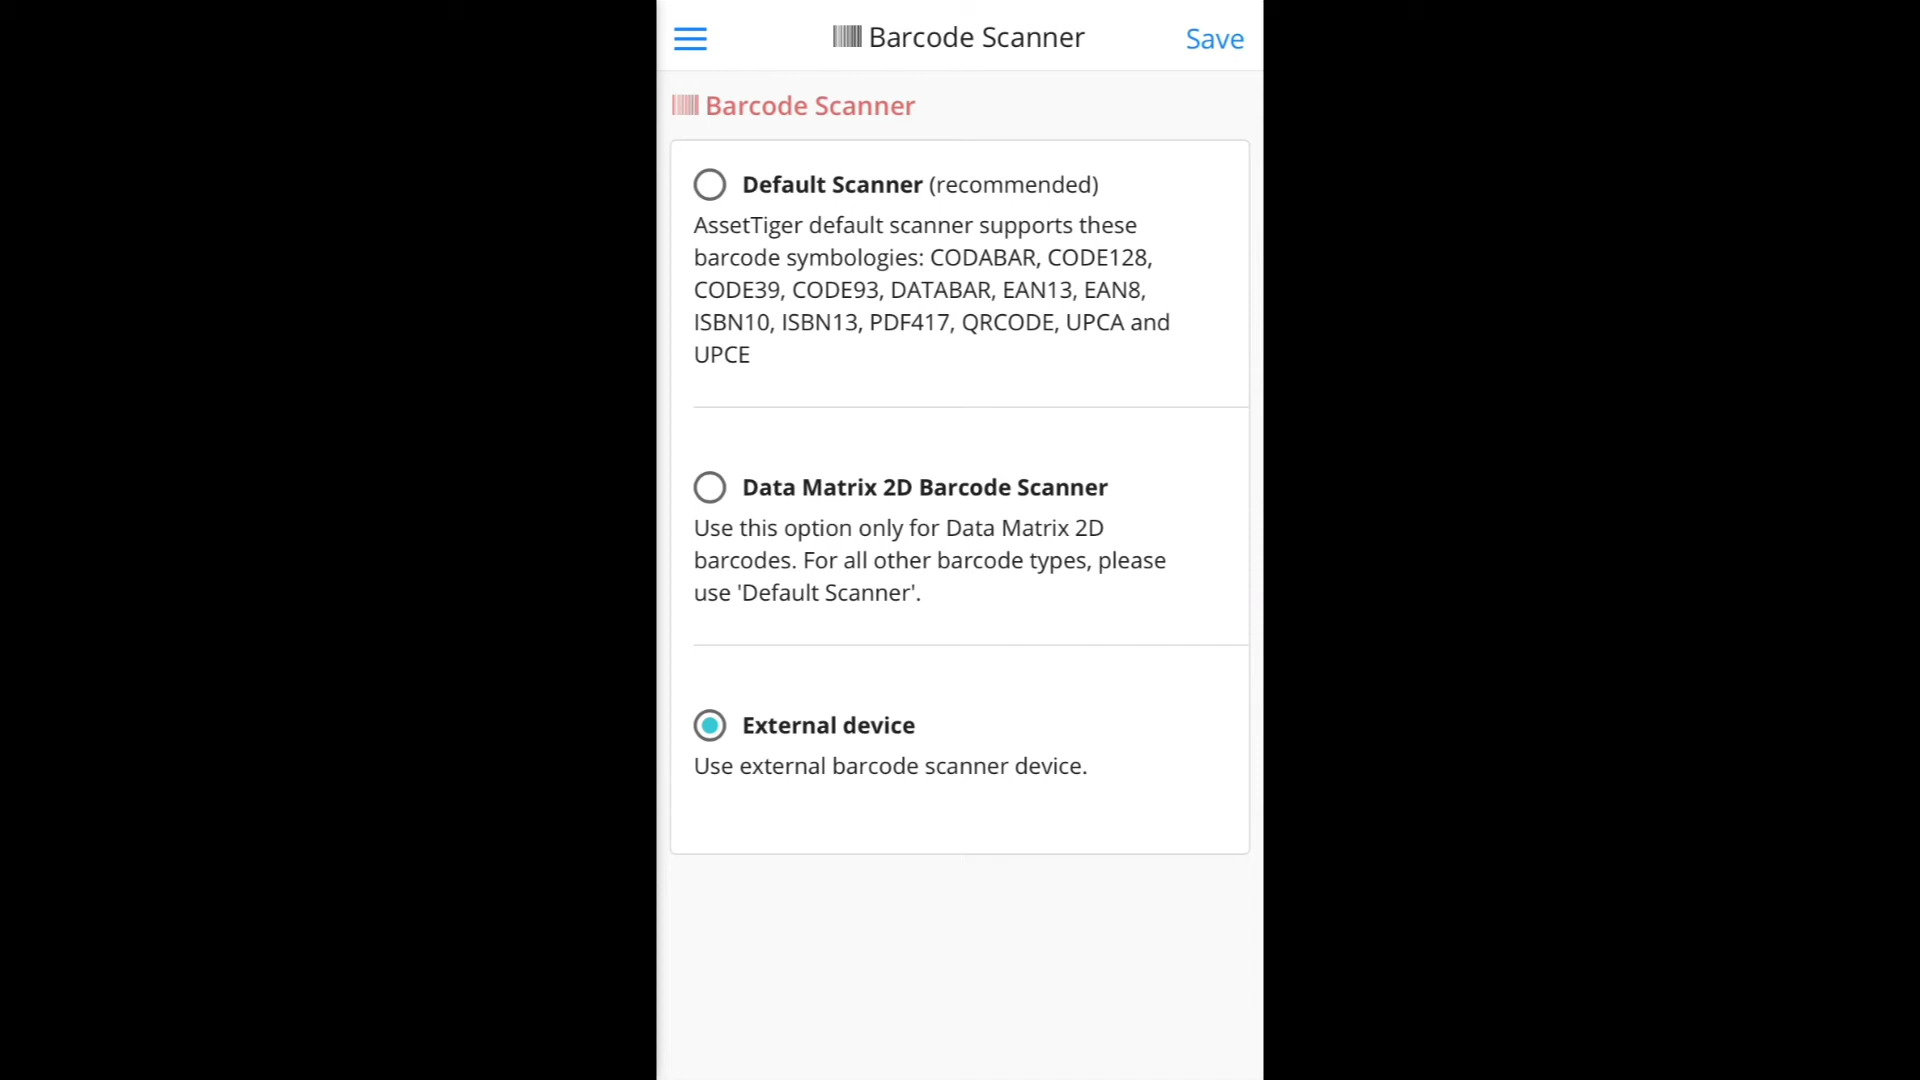 Barcode Scanner
Save
Barcode Scanner
Default Scanner (recommended)
AssetTiger default scanner supports these
barcode symbologies: CODABAR, CODE128,
CODE39, CODE93, DATABAR, EAN13, EAN8,
ISBN10, ISBN13, PDF417, QRCODE, UPCA and
UPCE
Data Matrix 2D Barcode Scanner
Use this option only for Data Matrix 2D
barcodes. For all other barcode types, please
use 'Default Scanner'.
External device
Use external barcode scanner device.